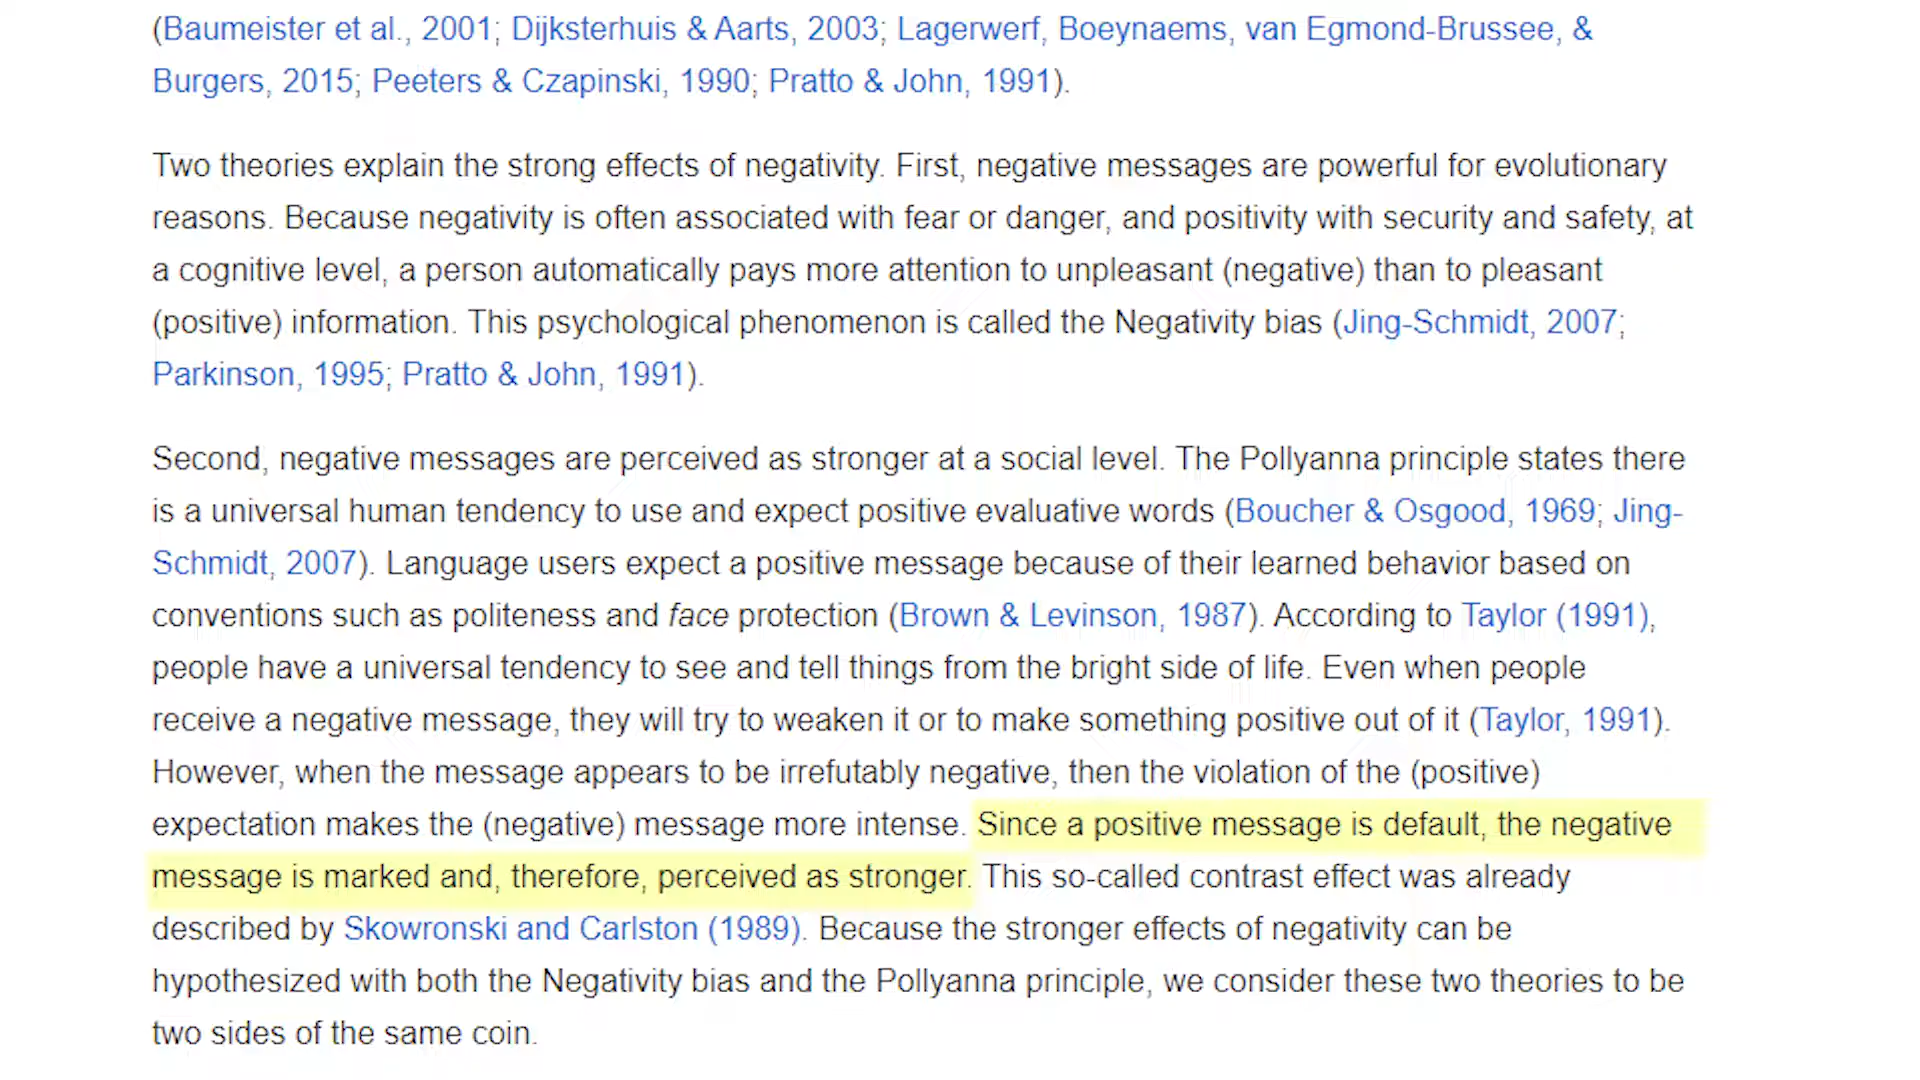 (Baumeister et al., 2001; Dijksterhuis & Aarts, 2003; Lagerwerf, Boeynaems, van Egmond-Brussee, &
Burgers, 2015; Peeters & Czapinski, 1990; Pratto & John, 1991).
Two theories explain the strong effects of negativity. First, negative messages are powerful for evolutionary
reasons. Because negativity is often associated with fear or danger, and positivity with security and safety, at
a cognitive level, a person automatically pays more attention to unpleasant (negative) than to pleasant
(positive) information. This psychological phenomenon is called the Negativity bias (Jing-Schmidt, 2007;
Parkinson, 1995; Pratto & John, 1991).
Second, negative messages are perceived as stronger at a social level. The Pollyanna principle states there
is a universal human tendency to use and expect positive evaluative words (Boucher & Osgood, 1969; Jing-
Schmidt, 2007). Language users expect a positive message because of their learned behavior based on
conventions such as politeness and face protection (Brown & Levinson, 1987). According to Taylor (1991),
people have a universal tendency to see and tell things from the bright side of life. Even when people
receive a negative message, they will try to weaken it or to make something positive out of it (Taylor, 1991).
However, when the message appears to be irrefutably negative, then the violation of the (positive)
expectation makes the (negative) message more intense. Since a positive message is default, the negative
message is marked and, therefore, perceived as stronger. This so-called contrast effect was already
described by Skowronski and Carlston (1989). Because the stronger effects of negativity can be
hypothesized with both the Negativity bias and the Pollyanna principle, we consider these two theories to be
two sides of the same coin.